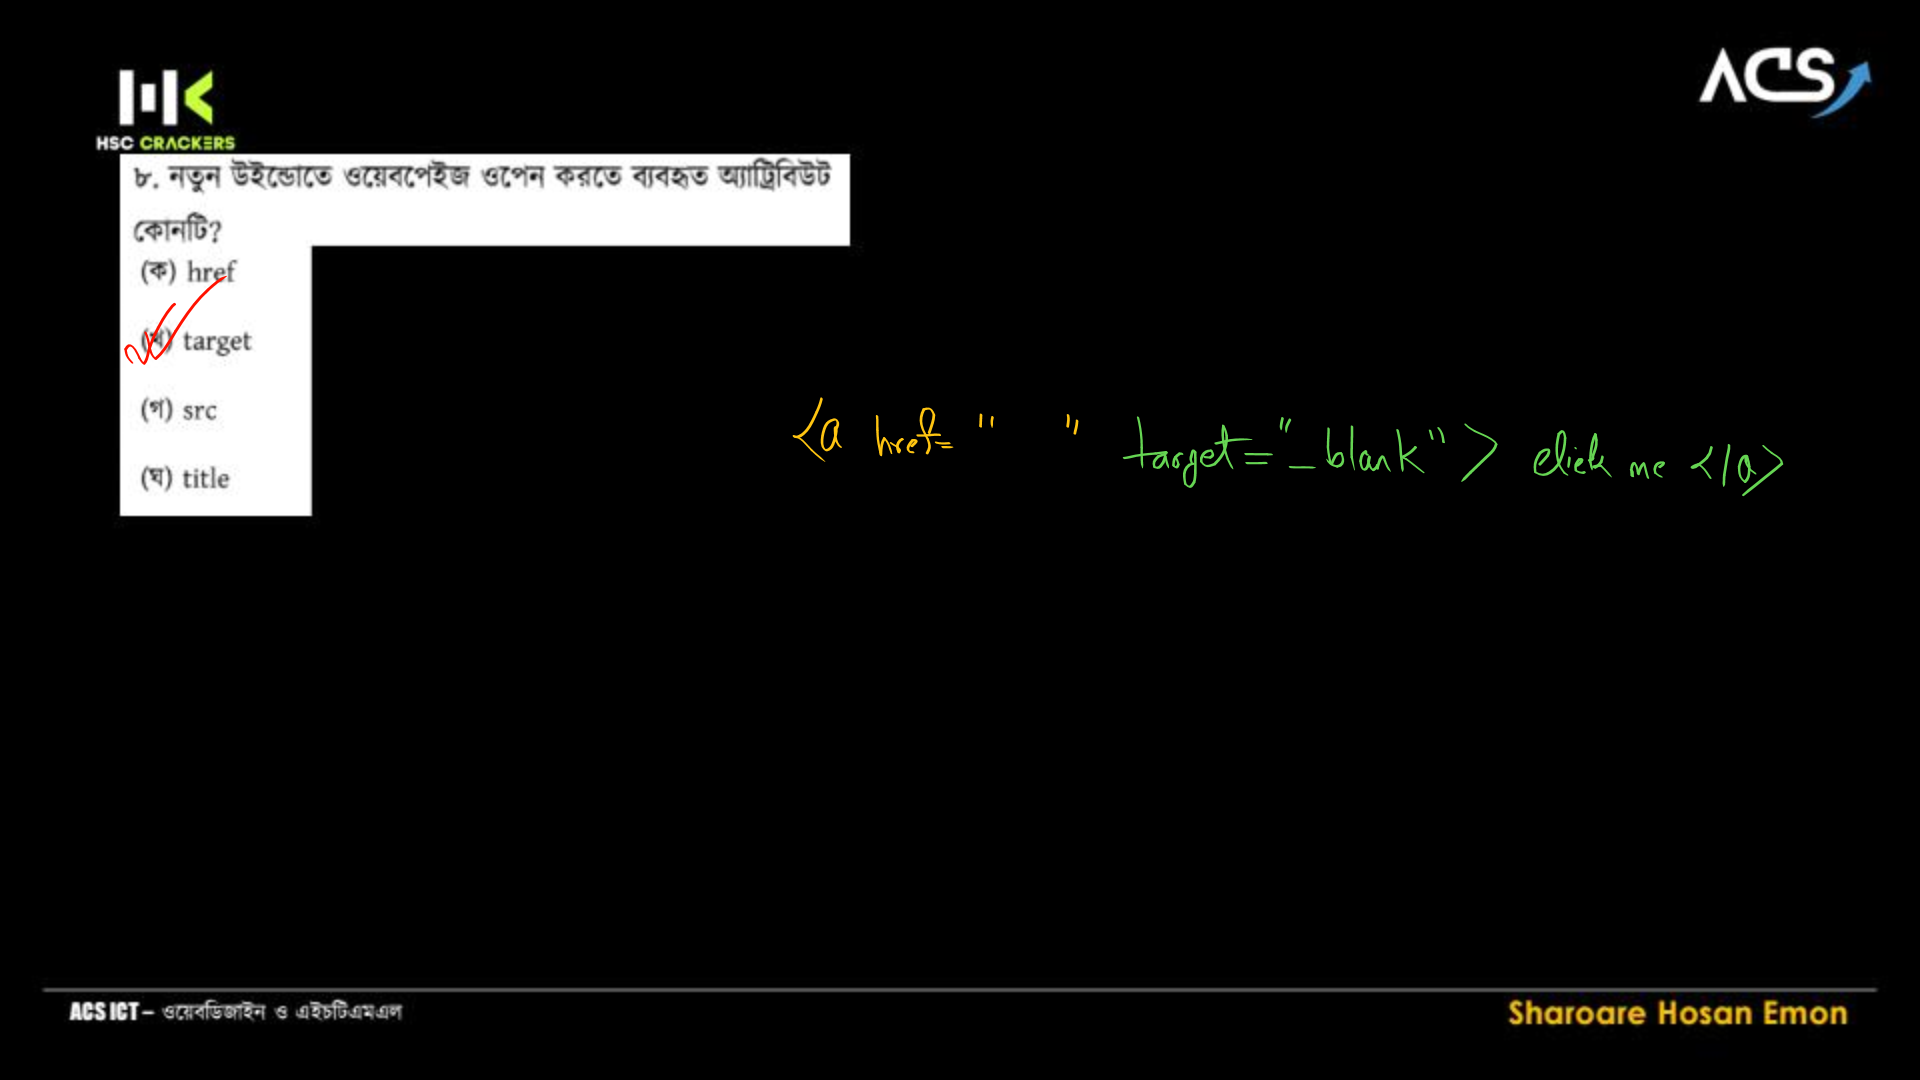 HSC CRACKERS
ACS
৮. নতুন উইন্ডোতে ওয়েবপেইজ ওপেন করতে ব্যবহৃত অ্যাট্রিবিউট
কোনটি?
(ক) href
(খ) target
(গ) src
(ঘ) title
<a href= " " target="_blank"> click me </a>
ACS ICT – ওয়েবডিজাইন ও এইচটিএমএল
Sharoare Hosan Emon